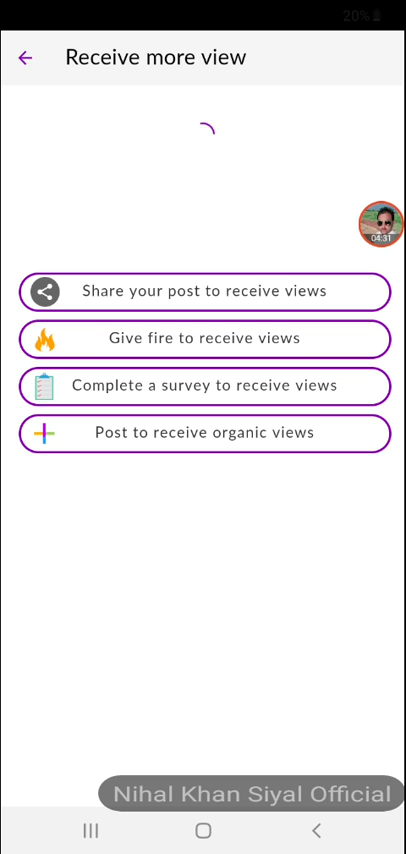 20%
Receive more view
04:31
Share your post to receive views
Give fire to receive views
Complete a survey to receive views
Post to receive organic views
Nihal Khan Siyal Official